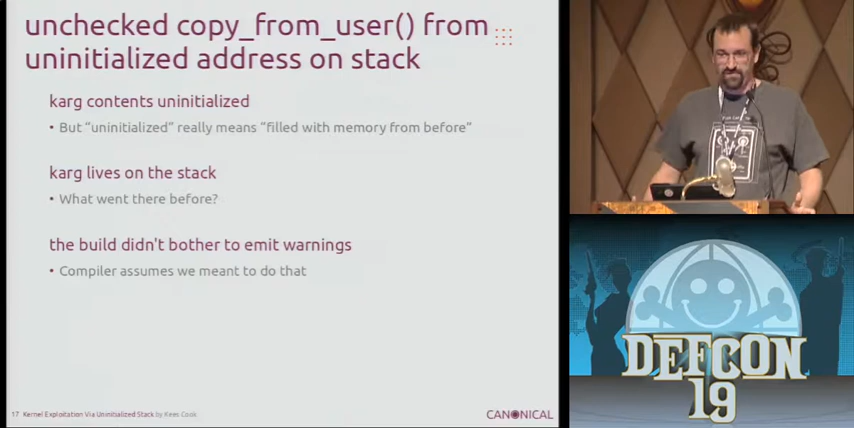 unchecked copy_from_user() from
uninitialized address on stack
karg contents uninitialized
• But “uninitialized” really means “filled with memory from before”
karg lives on the stack
• What went there before?
the build didn't bother to emit warnings
• Compiler assumes we meant to do that
17 Kernel Exploitation Via Uninitialized Stack by Kees Cook
CANONICAL
DEFCON
19